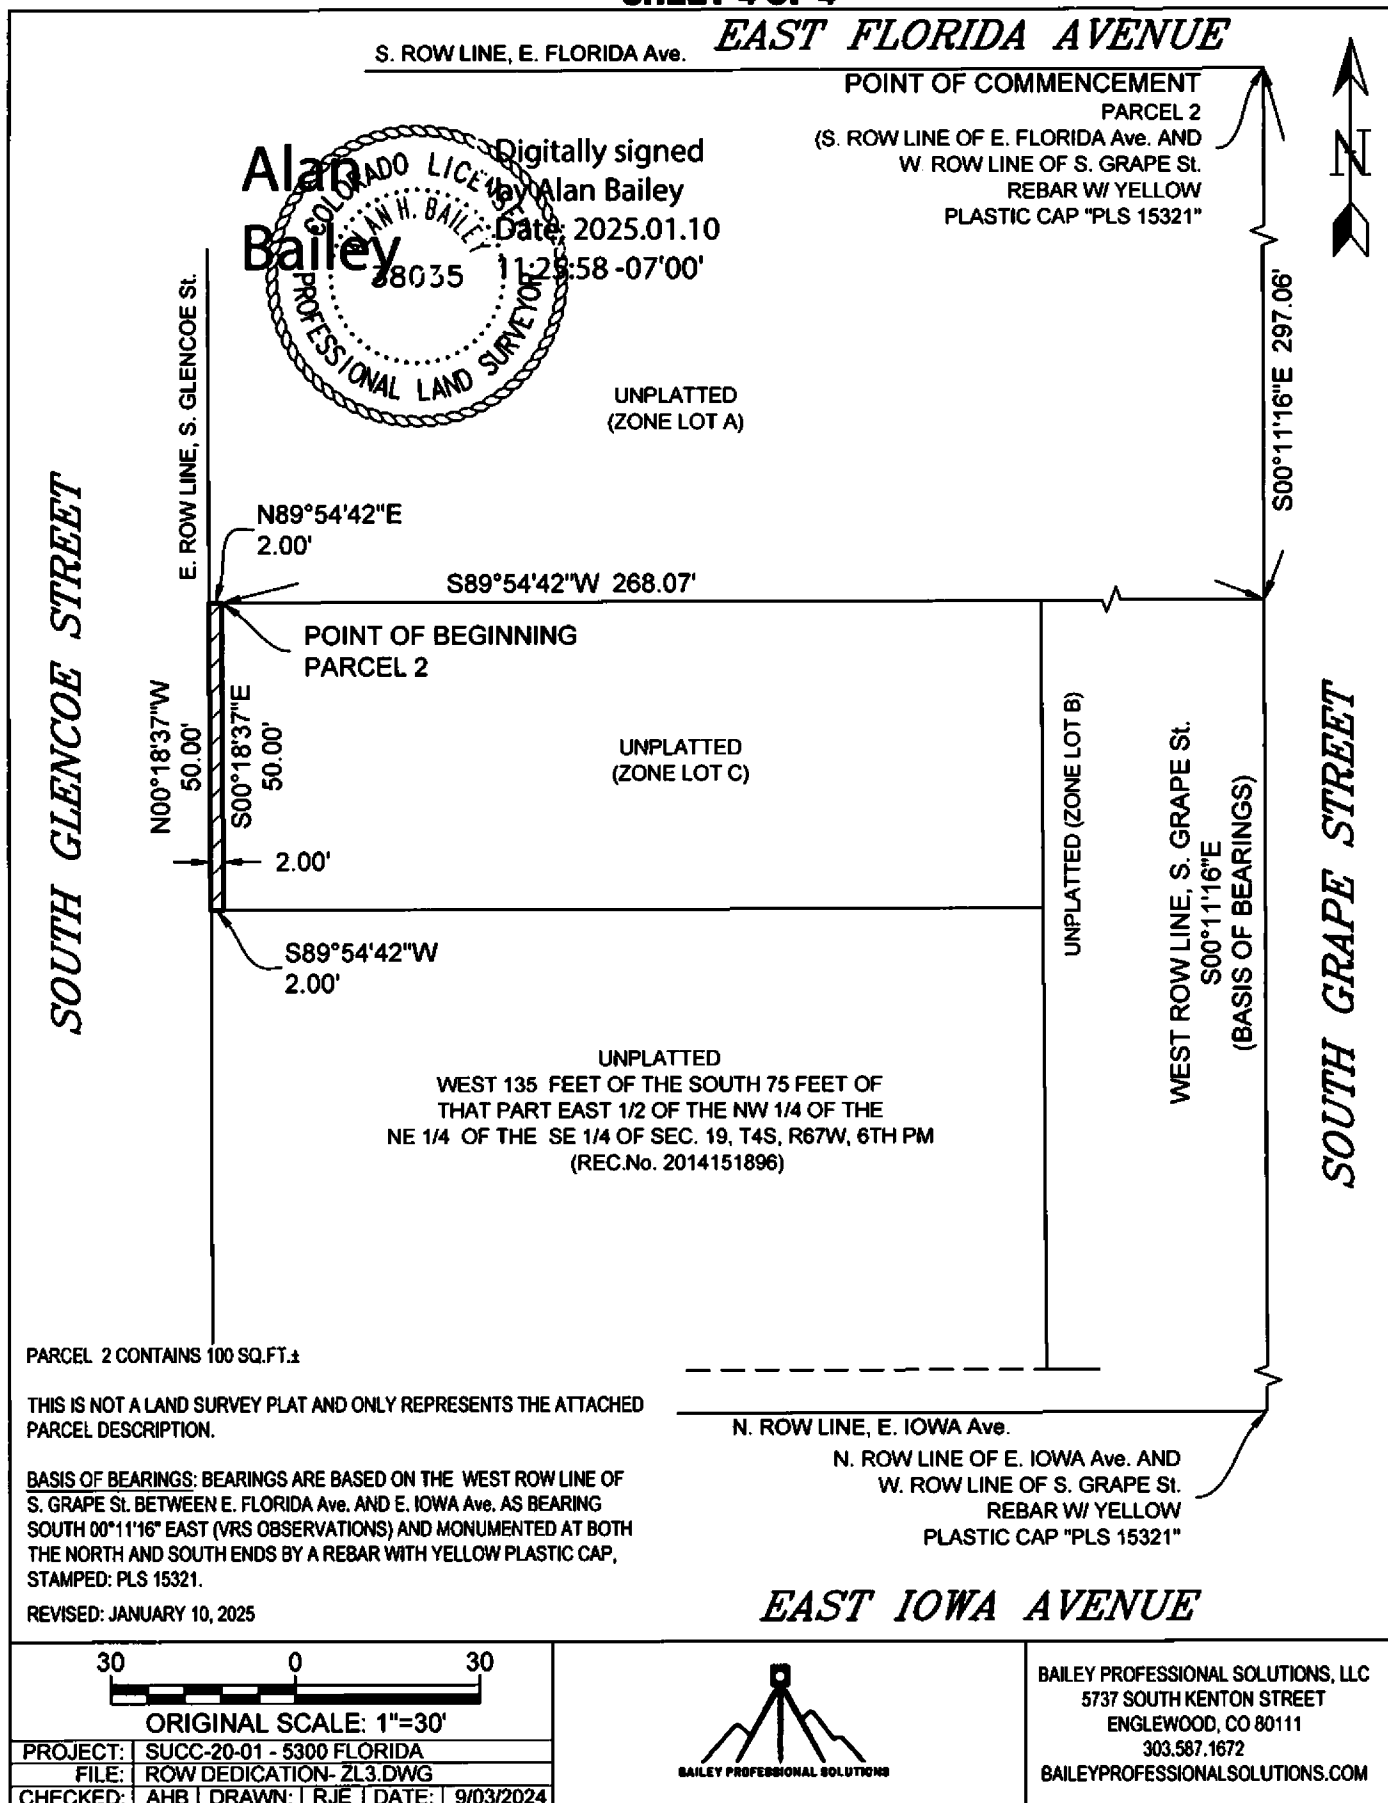 SHEET 4 OF 4
EAST FLORIDA AVENUE
S. ROW LINE, E. FLORIDA Ave.
POINT OF COMMENCEMENT
PARCEL 2
(S. ROW LINE OF E. FLORIDA Ave. AND
W. ROW LINE OF S. GRAPE St.
REBAR W/ YELLOW
PLASTIC CAP "PLS 15321"
N
Alan
Bailey
Digitally signed
by Alan Bailey
Date: 2025.01.10
11:25:58 -07'00'
COLORADO LICENSED
ALAN H. BAILEY
38035
PROFESSIONAL LAND SURVEYOR
E. ROW LINE, S. GLENCOE St.
S00°11'16"E 297.06'
UNPLATTED
(ZONE LOT A)
SOUTH GLENCOE STREET
N89°54'42"E
2.00'
S89°54'42"W 268.07'
POINT OF BEGINNING
PARCEL 2
N00°18'37"W
50.00'
S00°18'37"E
50.00'
UNPLATTED
(ZONE LOT C)
UNPLATTED (ZONE LOT B)
WEST ROW LINE, S. GRAPE St.
S00°11'16"E
(BASIS OF BEARINGS)
SOUTH GRAPE STREET
2.00'
S89°54'42"W
2.00'
UNPLATTED
WEST 135 FEET OF THE SOUTH 75 FEET OF
THAT PART EAST 1/2 OF THE NW 1/4 OF THE
NE 1/4 OF THE SE 1/4 OF SEC. 19, T4S, R67W, 6TH PM
(REC.No. 2014151896)
PARCEL 2 CONTAINS 100 SQ.FT.±
THIS IS NOT A LAND SURVEY PLAT AND ONLY REPRESENTS THE ATTACHED
PARCEL DESCRIPTION.
N. ROW LINE, E. IOWA Ave.
N. ROW LINE OF E. IOWA Ave. AND
W. ROW LINE OF S. GRAPE St.
REBAR W/ YELLOW
PLASTIC CAP "PLS 15321"
BASIS OF BEARINGS: BEARINGS ARE BASED ON THE WEST ROW LINE OF
S. GRAPE St. BETWEEN E. FLORIDA Ave. AND E. IOWA Ave. AS BEARING
SOUTH 00°11'16" EAST (VRS OBSERVATIONS) AND MONUMENTED AT BOTH
THE NORTH AND SOUTH ENDS BY A REBAR WITH YELLOW PLASTIC CAP,
STAMPED: PLS 15321.
REVISED: JANUARY 10, 2025
EAST IOWA AVENUE
30 0 30
ORIGINAL SCALE: 1"=30'
PROJECT: SUCC-20-01 - 5300 FLORIDA
FILE: ROW DEDICATION- ZL3.DWG
CHECKED: AHB DRAWN: RJE DATE: 9/03/2024
BAILEY PROFESSIONAL SOLUTIONS
BAILEY PROFESSIONAL SOLUTIONS, LLC
5737 SOUTH KENTON STREET
ENGLEWOOD, CO 80111
303.587.1672
BAILEYPROFESSIONALSOLUTIONS.COM